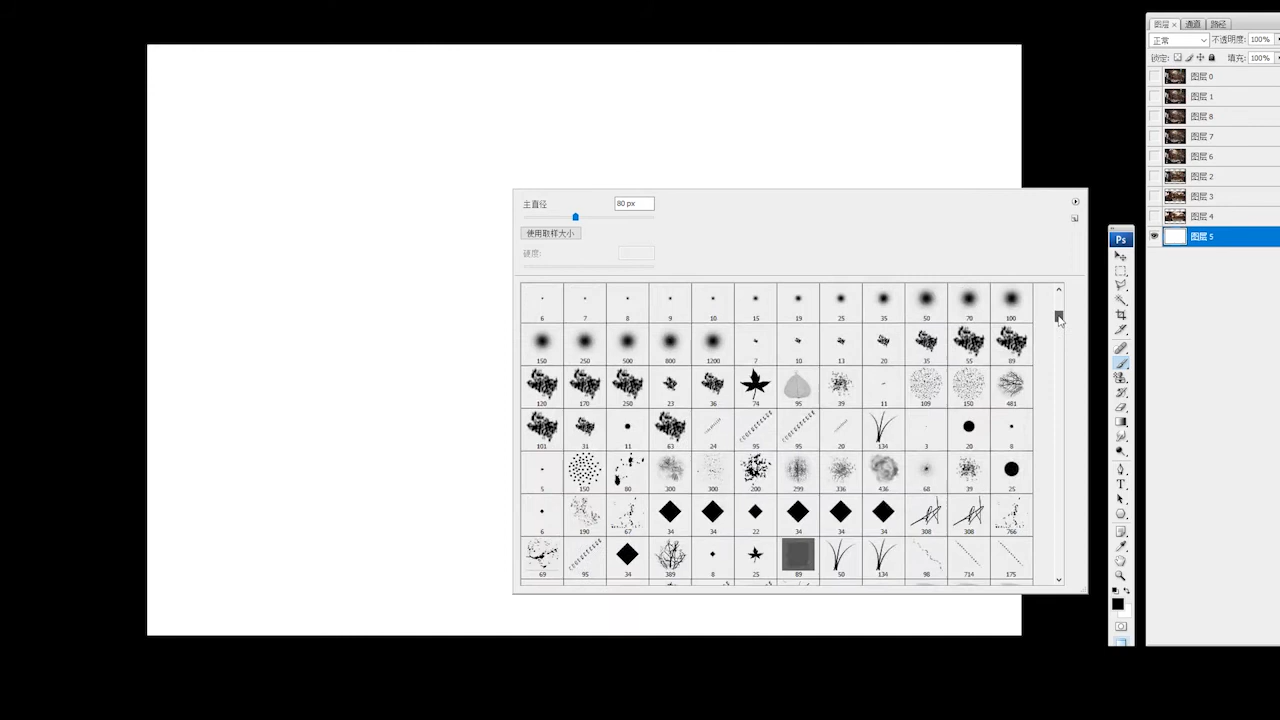 图层 × 通道 路径
正常 不透明度: 100%
锁定: 填充: 100%
图层 0
图层 1
图层 8
图层 7
图层 6
图层 2
图层 3
图层 4
图层 5
主直径 80 px
使用取样大小
硬度:
6 7 8 9 10 15 19 25 35 50 70 100
150 250 500 800 1200 7 10 13 20 35 55 89
120 170 250 23 36 74 95 39 11 109 150 481
101 31 11 63 24 95 95 20 134 3 20 8
5 150 80 300 300 200 299 336 436 68 39 25
6 190 67 34 34 22 34 34 34 308 308 766
69 95 34 389 8 25 89 50 134 98 714 175
Ps
T